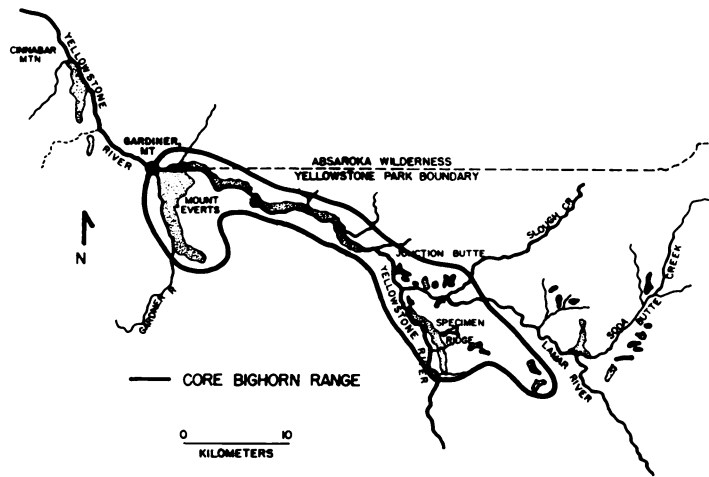 CINNABAR
MTN
YELLOWSTONE
RIVER
GARDINER,
MT
ABSAROKA WILDERNESS
YELLOWSTONE PARK BOUNDARY
MOUNT
EVERTS
N
GARDINER R.
JUNCTION BUTTE
SLOUGH CR
YELLOWSTONE RIVER
SPECIMEN
RIDGE
LAMAR RIVER
SODA BUTTE CREEK
CORE BIGHORN RANGE
0 10
KILOMETERS